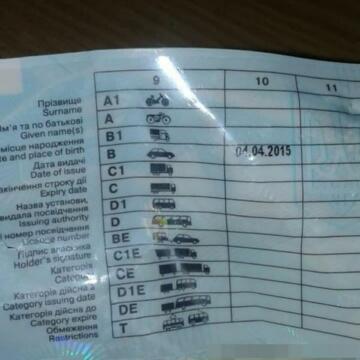 9 10 11
Прізвище
Surname
Ім'я та по батькові
Given name(s)
місце народження
te and place of birth
Дата видачі
Date of issue
закінчення строку дії
Expiry date
Назва установи,
видала посвідчення
Issuing authority
номер посвідчення
Licence number
Підпис власника
Holder's signature
Категорія
Категорія дійсна з
Category issuing date
Категорія дійсна до
Category expire
Обмеження
Restrictions
A1
A
B1
B 04.04.2015
C1
C
D1
D
BE
C1E
CE
D1E
DE
T